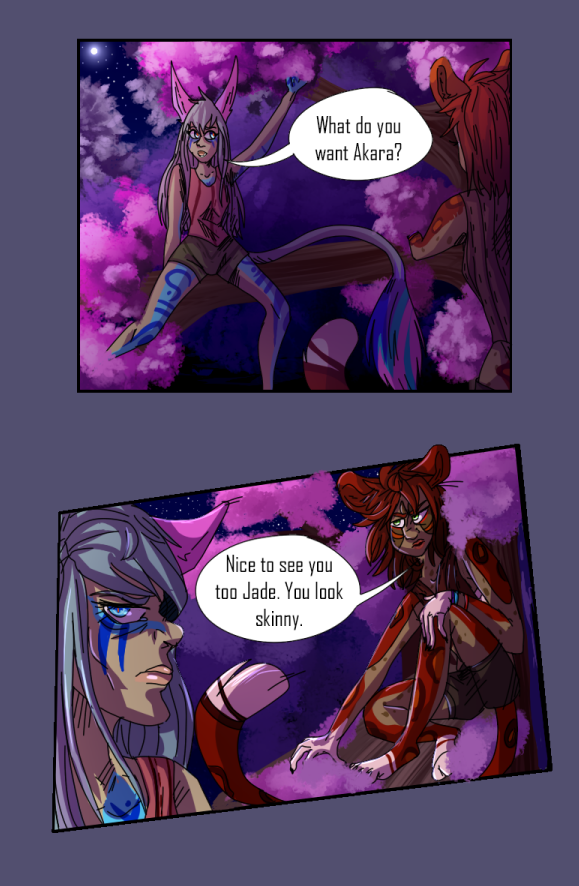 What do you
want Akara?
Nice to see you
too Jade. You look
skinny.